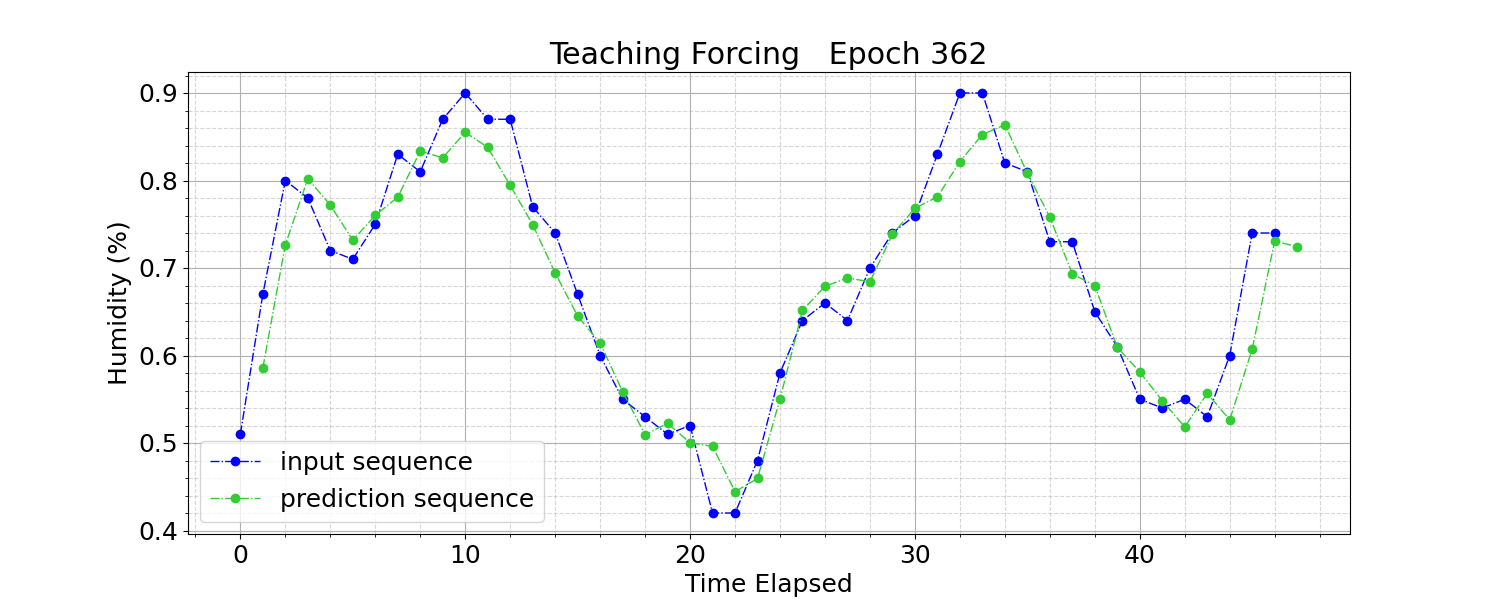 Teaching Forcing   Epoch 362
Humidity (%)
0.9
0.8
0.7
0.6
0.5
0.4
input sequence
prediction sequence
0 10 20 30 40
Time Elapsed